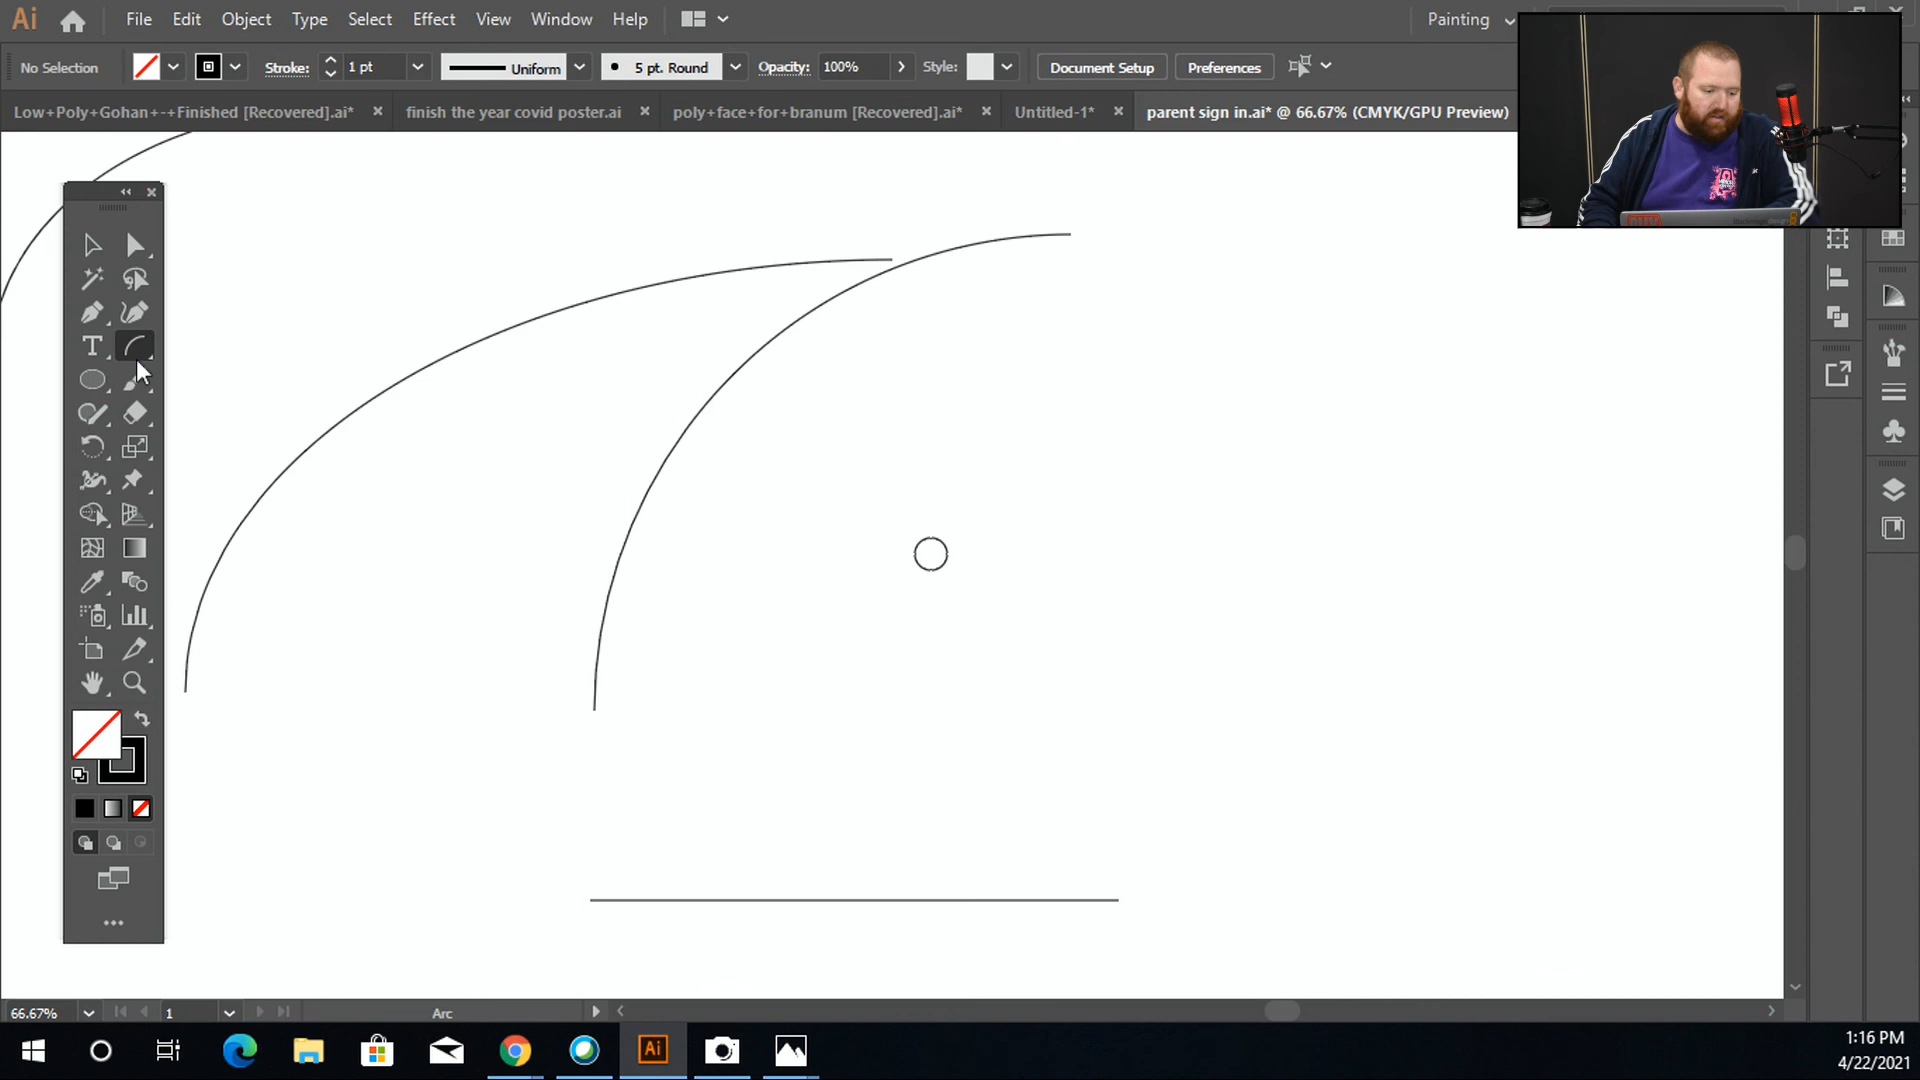 Ai File Edit Object Type Select Effect View Window Help Painting
No Selection Stroke: 1 pt Uniform 5 pt. Round Opacity: 100% Style: Document Setup Preferences
Low+Poly+Gohan+-+Finished [Recovered].ai* finish the year covid poster.ai poly+face+for+branum [Recovered].ai* Untitled-1* parent sign in.ai* @ 66.67% (CMYK/GPU Preview)
T
66.67% 1 Arc
Ai
1:16 PM
4/22/2021